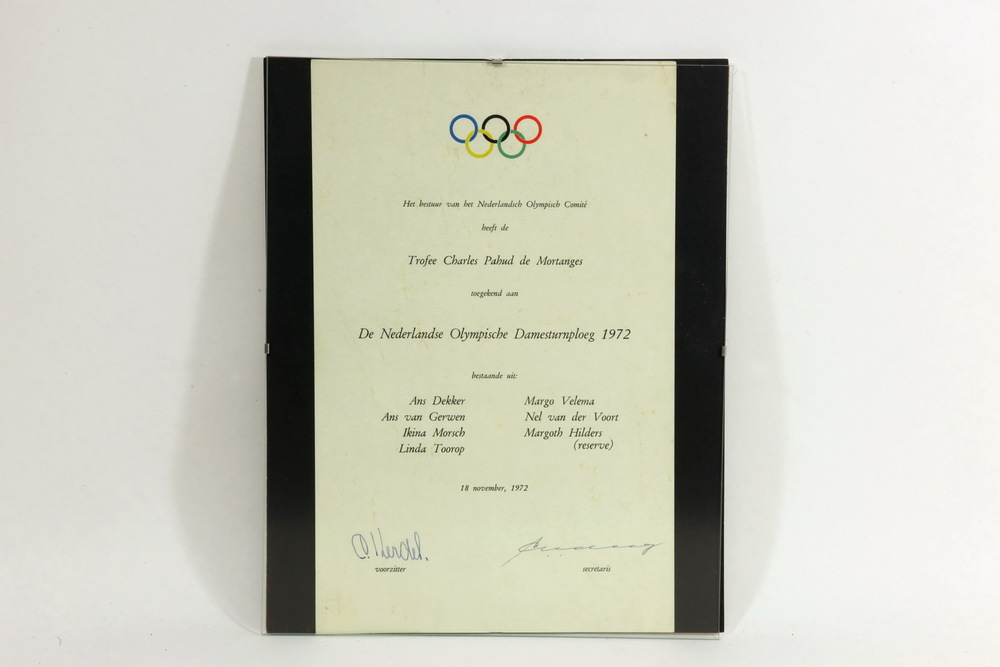 Het bestuur van het Nederlandsch Olympisch Comité
heeft de
Trofee Charles Pahud de Mortanges
toegekend aan
De Nederlandse Olympische Damesturnploeg 1972
bestaande uit:
Ans Dekker
Ans van Gerwen
Ikina Morsch
Linda Toorop
Margo Velema
Nel van der Voort
Margoth Hilders
(reserve)
18 november, 1972
voorzitter
secretaris